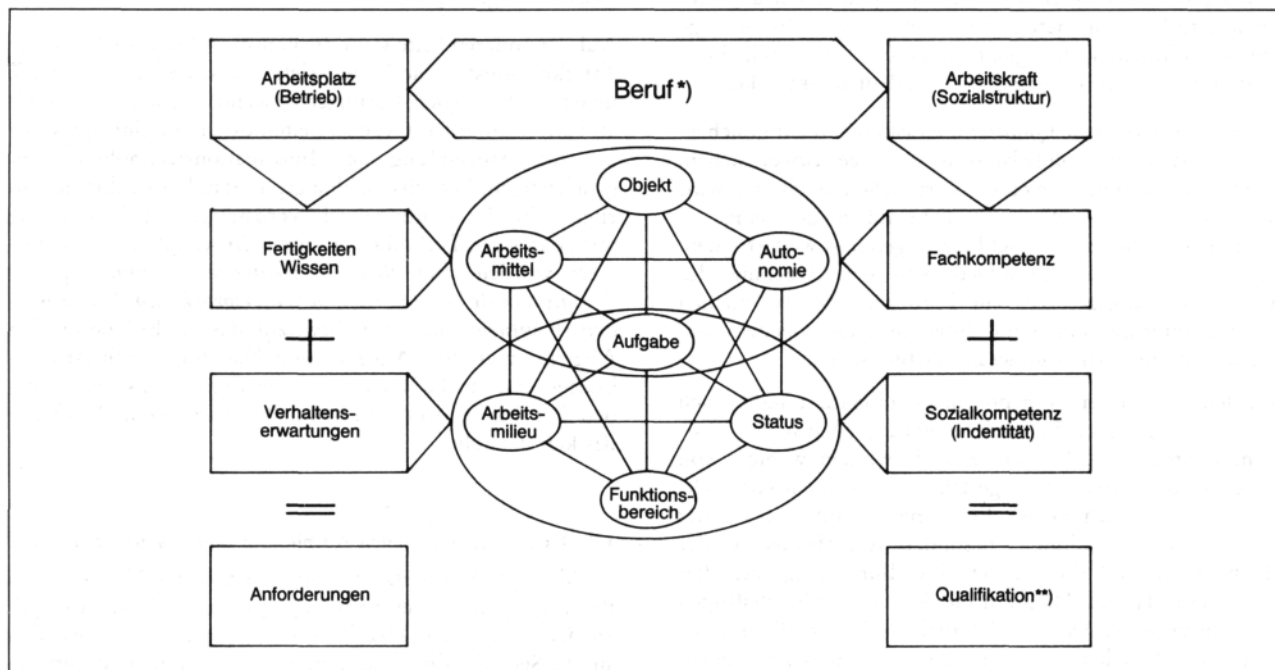 Arbeitsplatz
(Betrieb)
Beruf*)
Arbeitskraft
(Sozialstruktur)
Objekt
Fertigkeiten
Wissen
Arbeits-
mittel
Auto-
nomie
Fachkompetenz
+
+
Aufgabe
Verhaltens-
erwartungen
Arbeits-
milieu
Status
Sozialkompetenz
(Indentität)
Funktions-
bereich
=
=
Anforderungen
Qualifikation**)